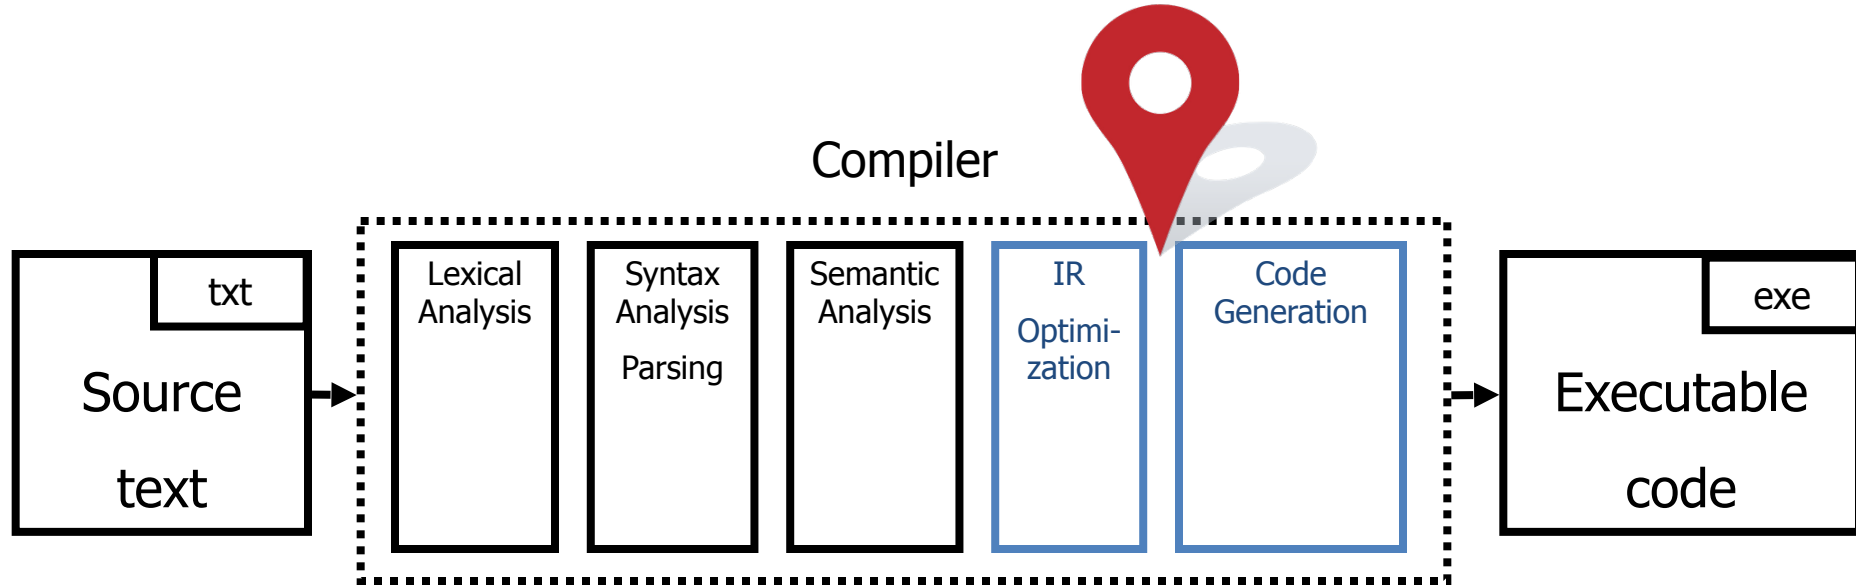 Compiler
txt
Source
text
Lexical
Analysis
Syntax
Analysis
Parsing
Semantic
Analysis
IR
Optimi-
zation
Code
Generation
exe
Executable
code